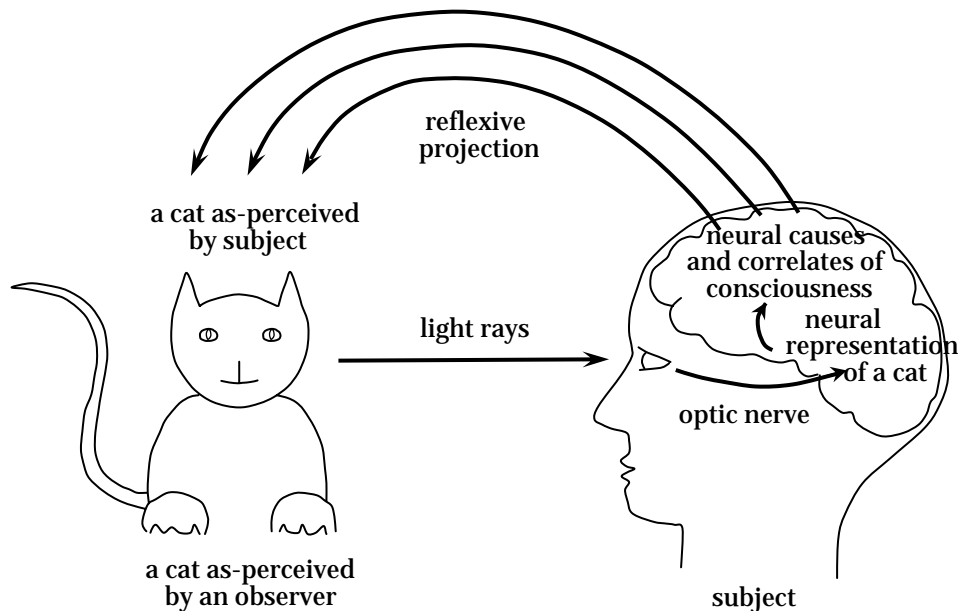 reflexive
projection
a cat as-perceived
by subject
neural causes
and correlates of
consciousness
light rays
neural
representation
of a cat
optic nerve
a cat as-perceived
by an observer
subject